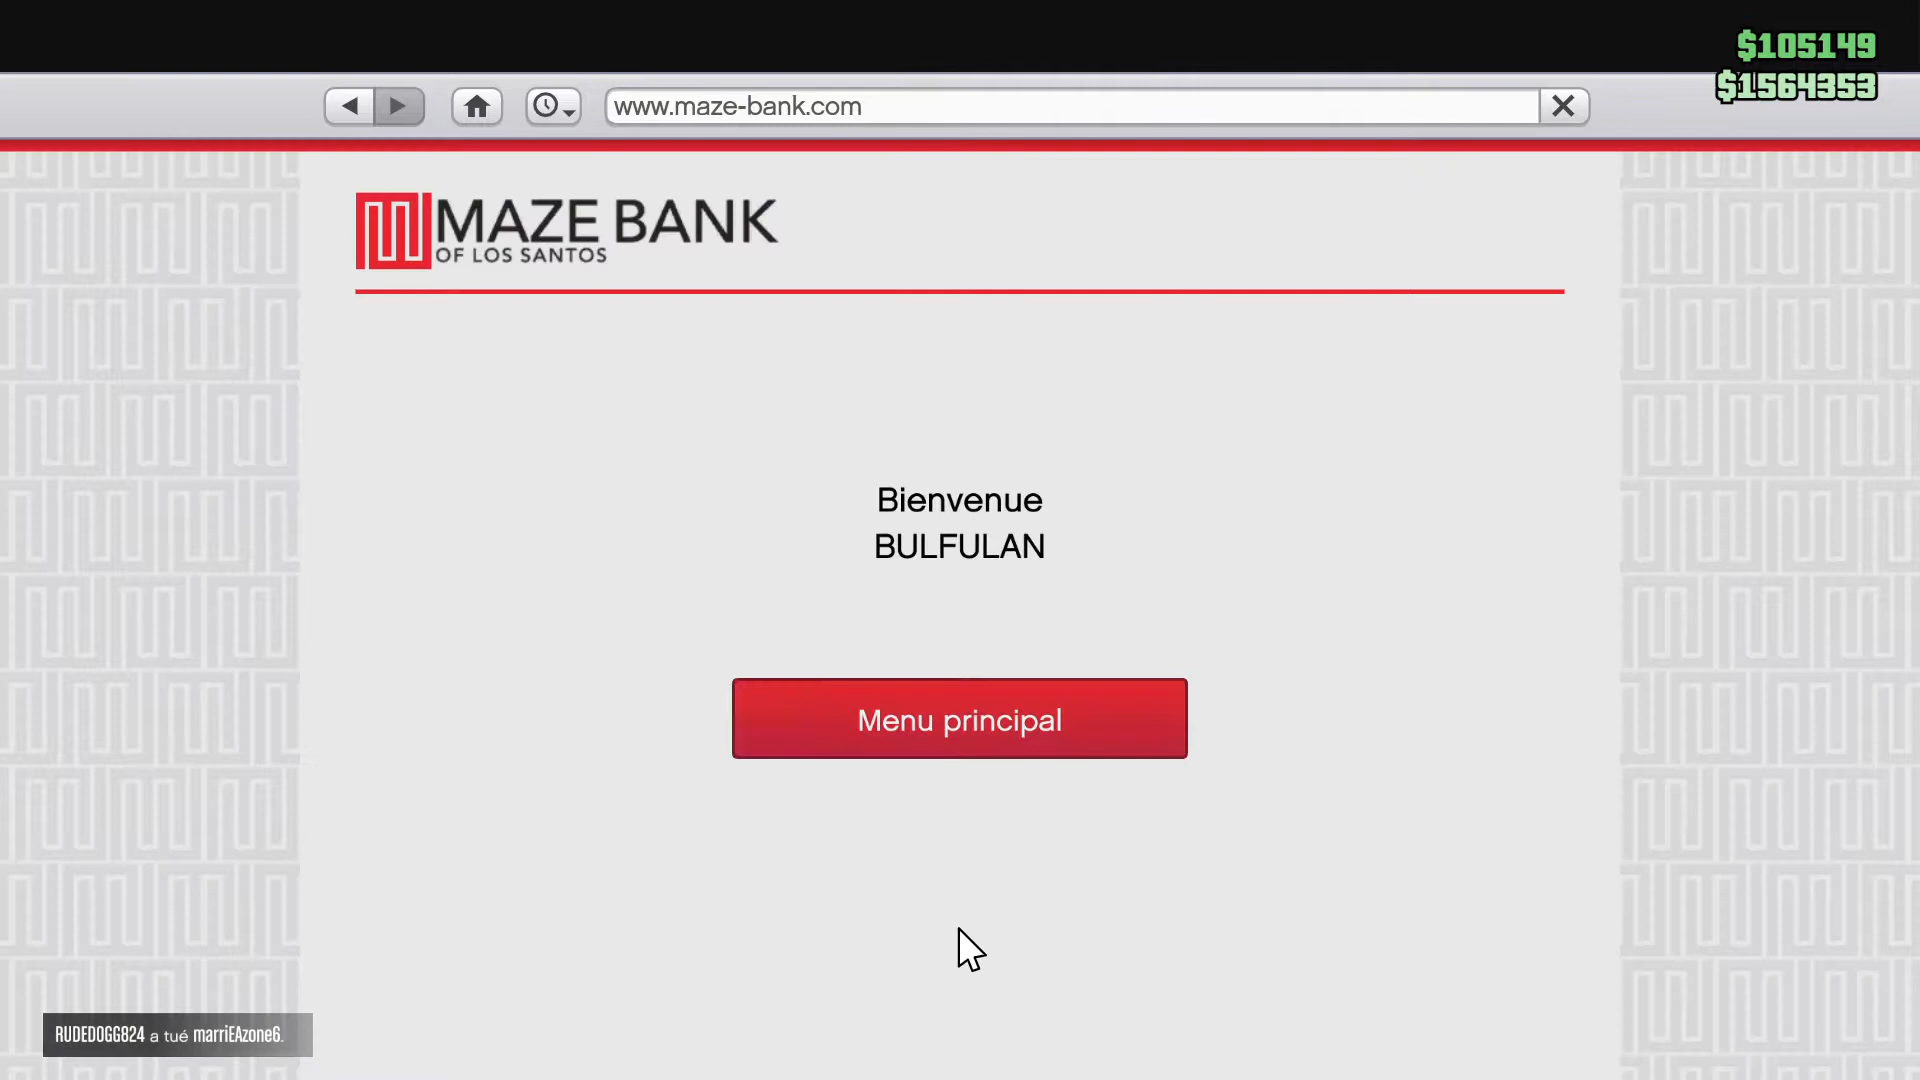 $105149
www.maze-bank.com
$1564353
MAZE BANK
OF LOS SANTOS
Bienvenue
BULFULAN
Menu principal
RUDEDOGG824 a tué marriEAzone6.